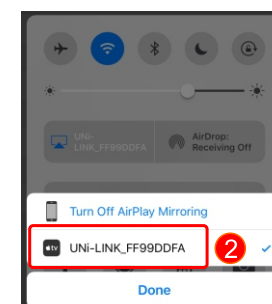 UNi-
LINK_FF99DDFA
AirDrop:
Receiving Off
Turn Off AirPlay Mirroring
tv
UNi-LINK_FF99DDFA
2
Done